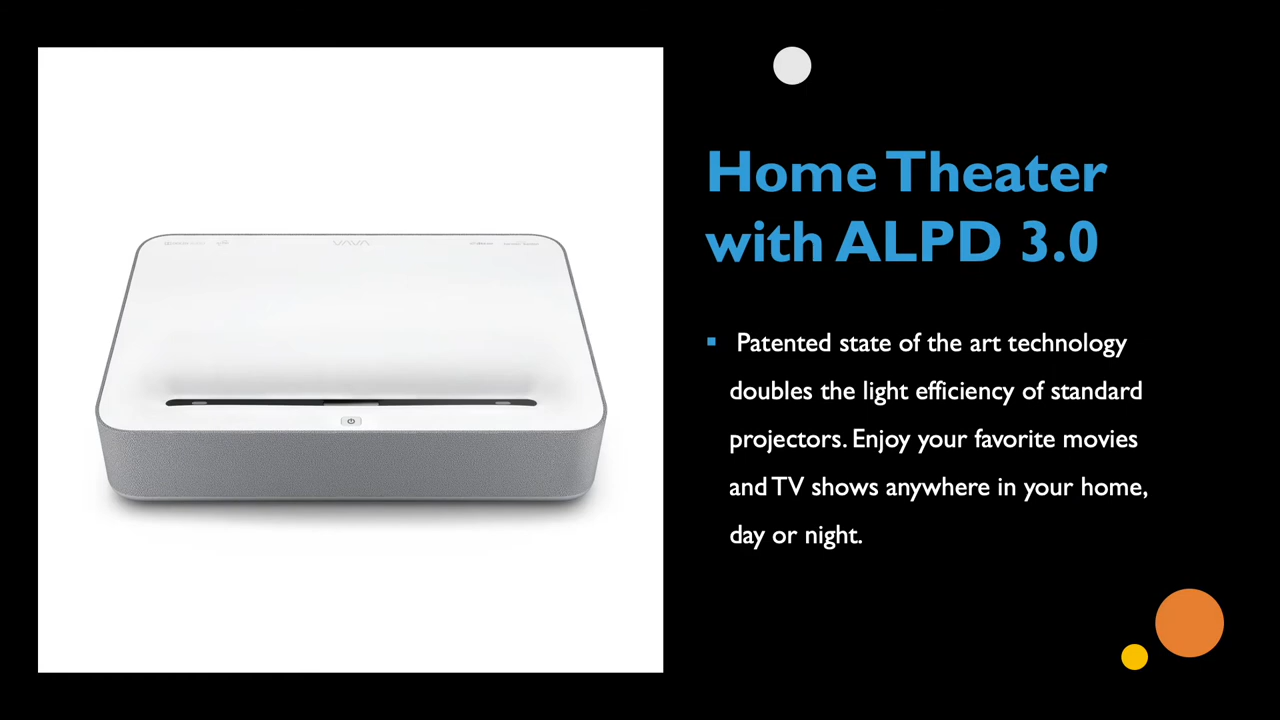 VAVA
Home Theater
with ALPD 3.0
Patented state of the art technology
doubles the light efficiency of standard
projectors. Enjoy your favorite movies
and TV shows anywhere in your home,
day or night.